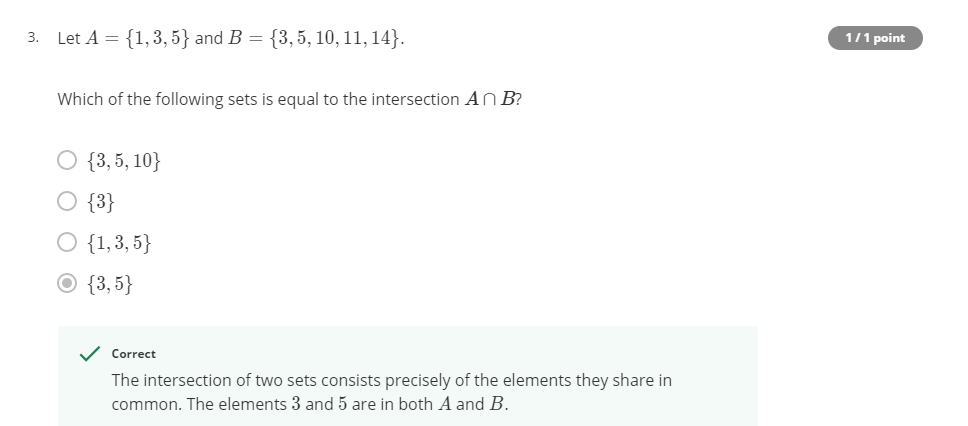 3. Let A = {1, 3, 5} and B = {3, 5, 10, 11, 14}.
1 / 1 point
Which of the following sets is equal to the intersection A ∩ B?
{3, 5, 10}
{3}
{1, 3, 5}
{3, 5}
Correct
The intersection of two sets consists precisely of the elements they share in
common. The elements 3 and 5 are in both A and B.